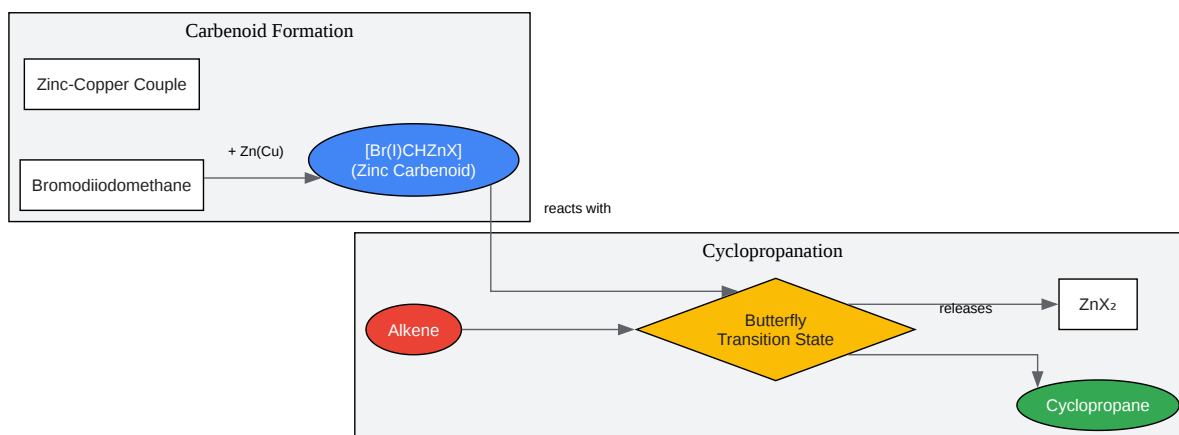 Carbenoid Formation
Zinc-Copper Couple
+ Zn(Cu)
[Br(I)CHZnX]
(Zinc Carbenoid)
Bromodiiodomethane
reacts with
Cyclopropanation
Alkene
Butterfly
Transition State
releases
ZnX₂
Cyclopropane